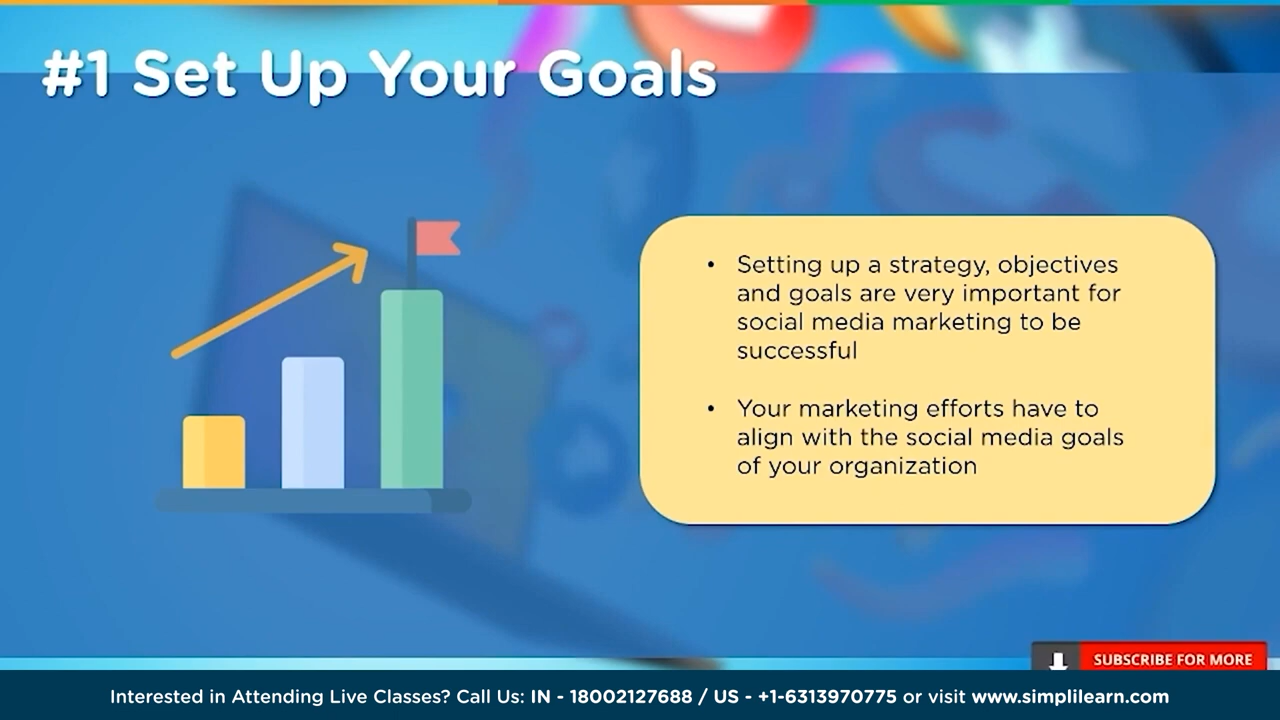 #1 Set Up Your Goals
• Setting up a strategy, objectives
and goals are very important for
social media marketing to be
successful
• Your marketing efforts have to
align with the social media goals
of your organization
SUBSCRIBE FOR MORE
Interested in Attending Live Classes? Call Us: IN - 18002127688 / US - +1-6313970775 or visit www.simplilearn.com